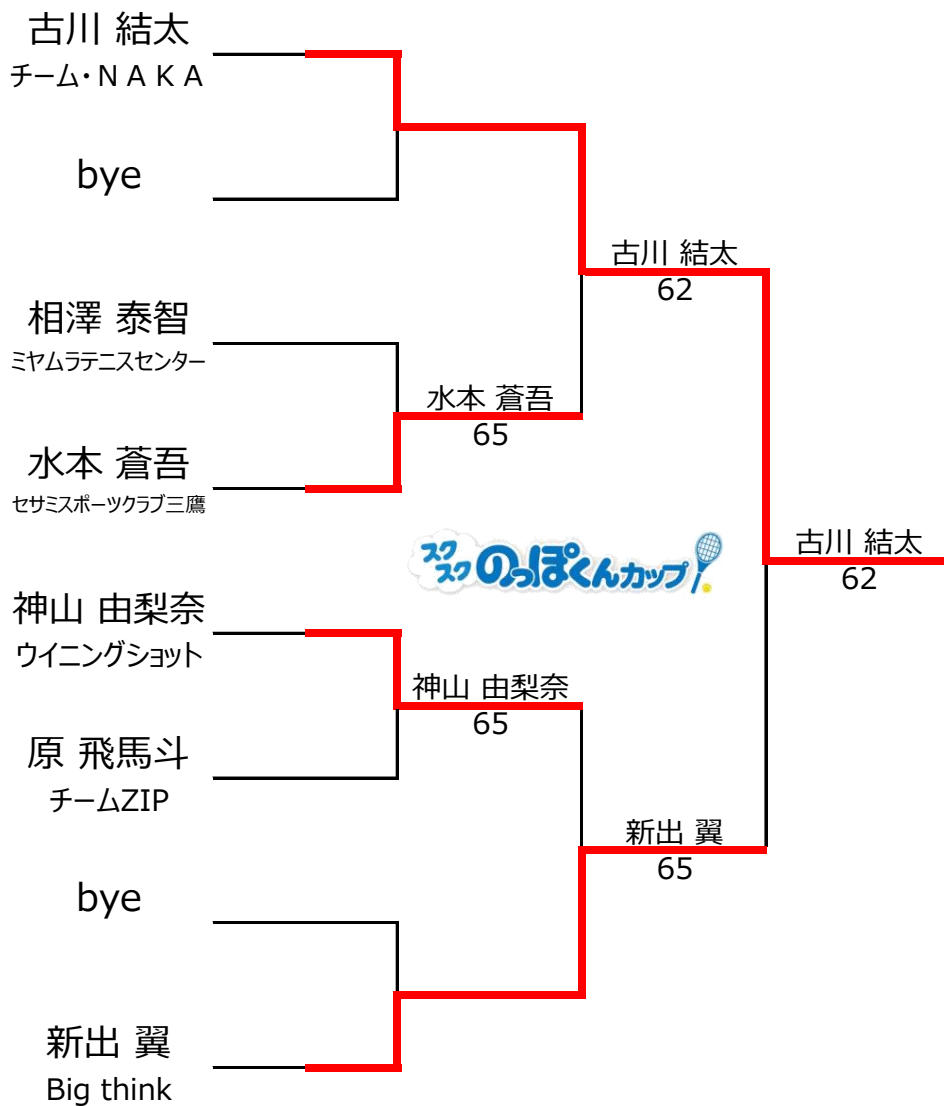 古川 結太
チーム・ＮＡＫＡ
bye
古川 結太
62
相澤 泰智
ミヤムラテニスセンター
水本 蒼吾
65
水本 蒼吾
セサミスポーツクラブ三鷹
スクスク のっぽくんカップ
古川 結太
62
神山 由梨奈
ウイニングショット
神山 由梨奈
65
原 飛馬斗
チームZIP
新出 翼
65
bye
新出 翼
Big think